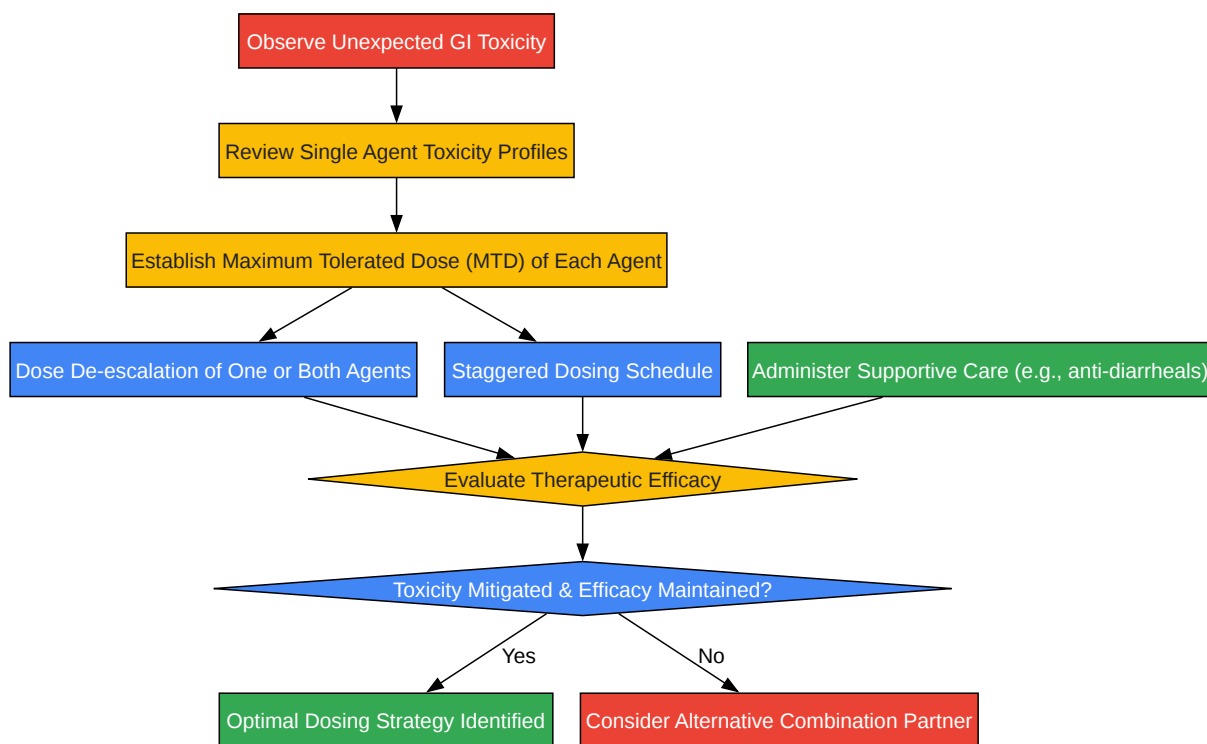 Observe Unexpected GI Toxicity
Review Single Agent Toxicity Profiles
Establish Maximum Tolerated Dose (MTD) of Each Agent
Dose De-escalation of One or Both Agents
Staggered Dosing Schedule
Administer Supportive Care (e.g., anti-diarrheals)
Evaluate Therapeutic Efficacy
Toxicity Mitigated & Efficacy Maintained?
Yes
No
Optimal Dosing Strategy Identified
Consider Alternative Combination Partner